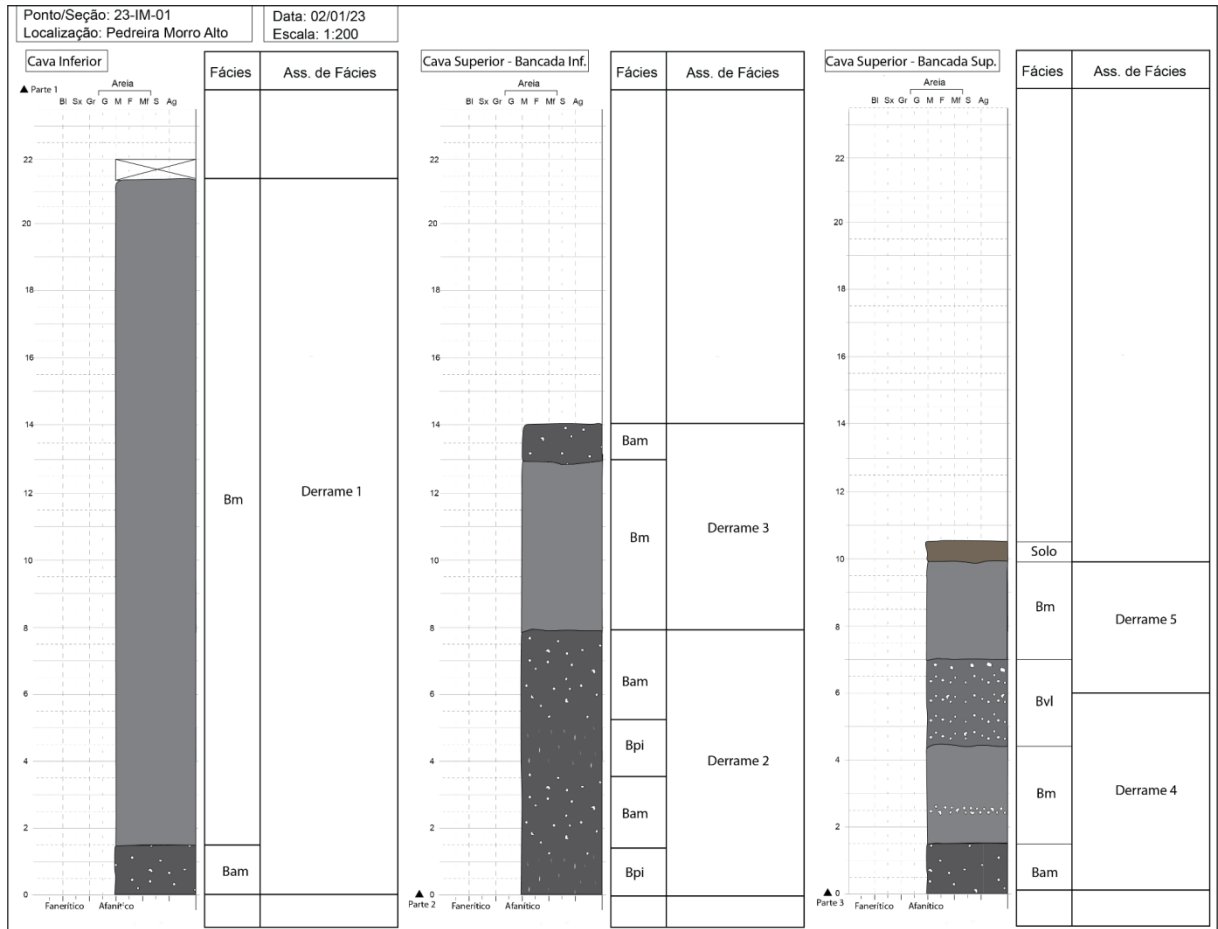 Ponto/Seção: 23-IM-01
Localização: Pedreira Morro Alto
Data: 02/01/23
Escala: 1:200
Cava Inferior
Areia
▲ Parte 1
Bl Sx Gr G M F Mf S Ag
22
20
18
16
14
12
10
8
6
4
2
0
Fanerítico Afanítico
Fácies Ass. de Fácies
Bm
Derrame 1
Bam
Cava Superior - Bancada Inf.
Areia
Bl Sx Gr G M F Mf S Ag
22
20
18
16
14
12
10
8
6
4
2
▲ 0
Parte 2 Fanerítico Afanítico
Fácies Ass. de Fácies
Bam
Bm
Derrame 3
Bam
Bpi
Derrame 2
Bam
Bpi
Cava Superior - Bancada Sup.
Areia
Bl Sx Gr G M F Mf S Ag
22
20
18
16
14
12
10
8
6
4
2
▲ 0
Parte 3 Fanerítico Afanítico
Fácies Ass. de Fácies
Solo
Bm
Derrame 5
Bvl
Bm
Derrame 4
Bam